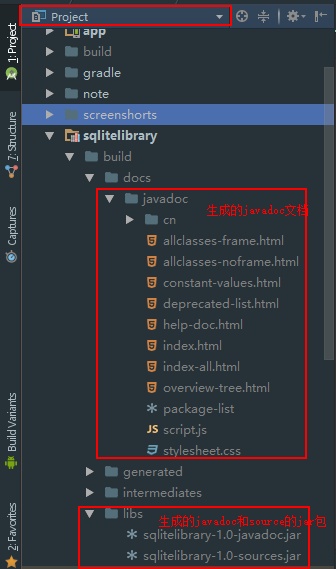 Project
1: Project
app
build
gradle
note
screenshorts
sqlitelibrary
build
docs
javadoc
生成的javadoc文档
cn
allclasses-frame.html
allclasses-noframe.html
constant-values.html
deprecated-list.html
help-doc.html
index.html
index-all.html
overview-tree.html
package-list
JS script.js
stylesheet.css
generated
intermediates
libs
生成的javadoc和source的jar包
sqlitelibrary-1.0-javadoc.jar
sqlitelibrary-1.0-sources.jar
7: Structure
Captures
Build Variants
2: Favorites